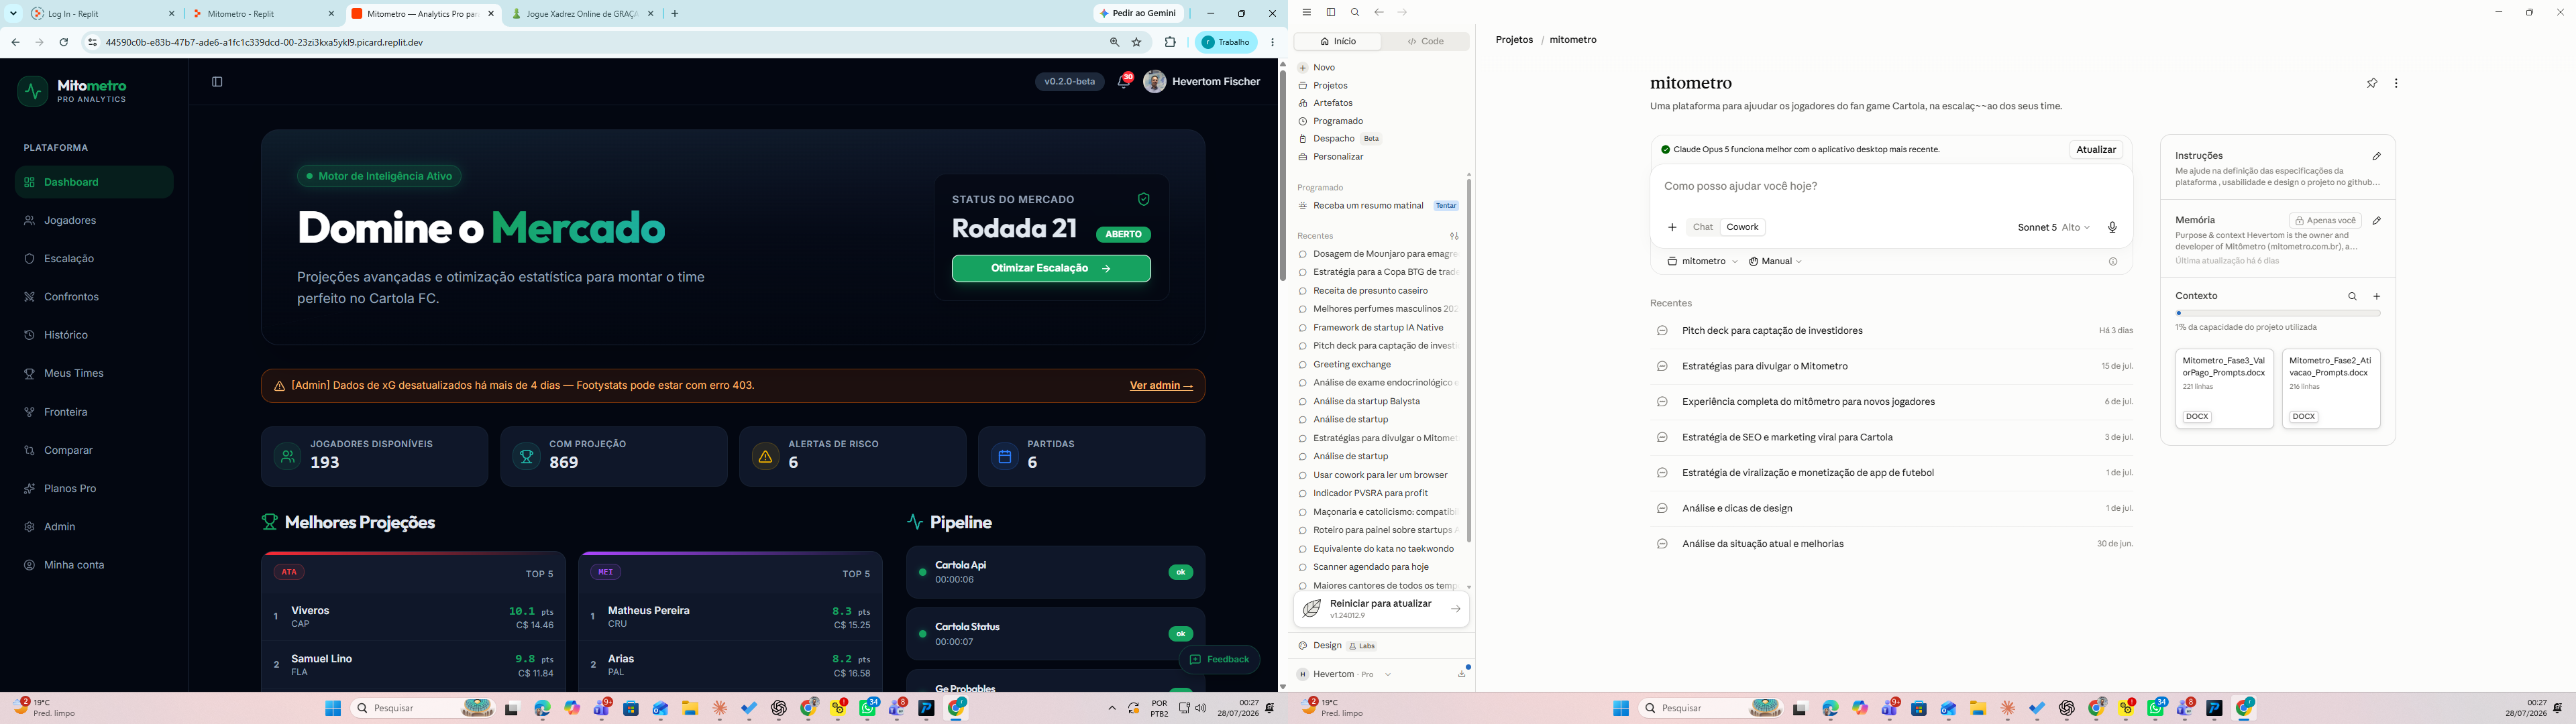 Log In - Replit
Mitometro - Replit
Mitometro — Analytics Pro par
Jogue Xadrez Online de GRAÇA
Pedir ao Gemini
44590c0b-e83b-47b7-ade6-a1fc1c339dcd-00-23zi3kxa5ykl9.picard.replit.dev
Trabalho
Mitometro
PRO ANALYTICS
v0.2.0-beta
30
Hevertom Fischer
PLATAFORMA
Dashboard
Jogadores
Escalação
Confrontos
Histórico
Meus Times
Fronteira
Comparar
Planos Pro
Admin
Minha conta
Motor de Inteligência Ativo
Domine o Mercado
Projeções avançadas e otimização estatística para montar o time
perfeito no Cartola FC.
STATUS DO MERCADO
Rodada 21
ABERTO
Otimizar Escalação →
[Admin] Dados de xG desatualizados há mais de 4 dias — Footystats pode estar com erro 403.
Ver admin →
JOGADORES DISPONÍVEIS
193
COM PROJEÇÃO
869
ALERTAS DE RISCO
6
PARTIDAS
6
Melhores Projeções
ATA
TOP 5
1 Viveros 10.1 pts
CAP C$ 14.46
2 Samuel Lino 9.8 pts
FLA C$ 11.84
MEI
TOP 5
1 Matheus Pereira 8.3 pts
CRU C$ 15.25
2 Arias 8.2 pts
PAL C$ 16.58
Pipeline
Cartola Api
00:00:06
ok
Cartola Status
00:00:07
ok
Ge Probables
Feedback
Início
Code
Novo
Projetos
Artefatos
Programado
Despacho Beta
Personalizar
Programado
Receba um resumo matinal Tentar
Recentes
Dosagem de Mounjaro para emagre
Estratégia para a Copa BTG de trade
Receita de presunto caseiro
Melhores perfumes masculinos 202
Framework de startup IA Native
Pitch deck para captação de investi
Greeting exchange
Análise de exame endocrinológico e
Análise da startup Balysta
Análise de startup
Estratégias para divulgar o Mitomet
Análise de startup
Usar cowork para ler um browser
Indicador PVSRA para profit
Maçonaria e catolicismo: compatibi
Roteiro para painel sobre startups A
Equivalente do kata no taekwondo
Scanner agendado para hoje
Maiores cantores de todos os temp
Reiniciar para atualizar
v1.24012.9
Design Labs
H Hevertom · Pro
Projetos / mitometro
mitometro
Uma plataforma para ajuudar os jogadores do fan game Cartola, na escalaç~~ao dos seus time.
Claude Opus 5 funciona melhor com o aplicativo desktop mais recente.
Atualizar
Como posso ajudar você hoje?
Chat
Cowork
Sonnet 5 Alto
mitometro
Manual
Recentes
Pitch deck para captação de investidores Há 3 dias
Estratégias para divulgar o Mitometro 15 de jul.
Experiência completa do mitômetro para novos jogadores 6 de jul.
Estratégia de SEO e marketing viral para Cartola 3 de jul.
Estratégia de viralização e monetização de app de futebol 1 de jul.
Análise e dicas de design 1 de jul.
Análise da situação atual e melhorias 30 de jun.
Instruções
Me ajude na definição das especificações da
plataforma , usabilidade e design o projeto no github...
Memória
Apenas você
Purpose & context Hevertom is the owner and
developer of Mitômetro (mitometro.com.br), a...
Última atualização há 6 dias
Contexto
1% da capacidade do projeto utilizada
Mitometro_Fase3_Val
orPago_Prompts.docx
221 linhas
DOCX
Mitometro_Fase2_Ati
vacao_Prompts.docx
216 linhas
DOCX
2
19°C
Pred. limpo
Pesquisar
9+
34
8
POR
PTB2
00:27
28/07/2026
2
19°C
Pred. limpo
Pesquisar
9+
34
8
00:27
28/07/2026